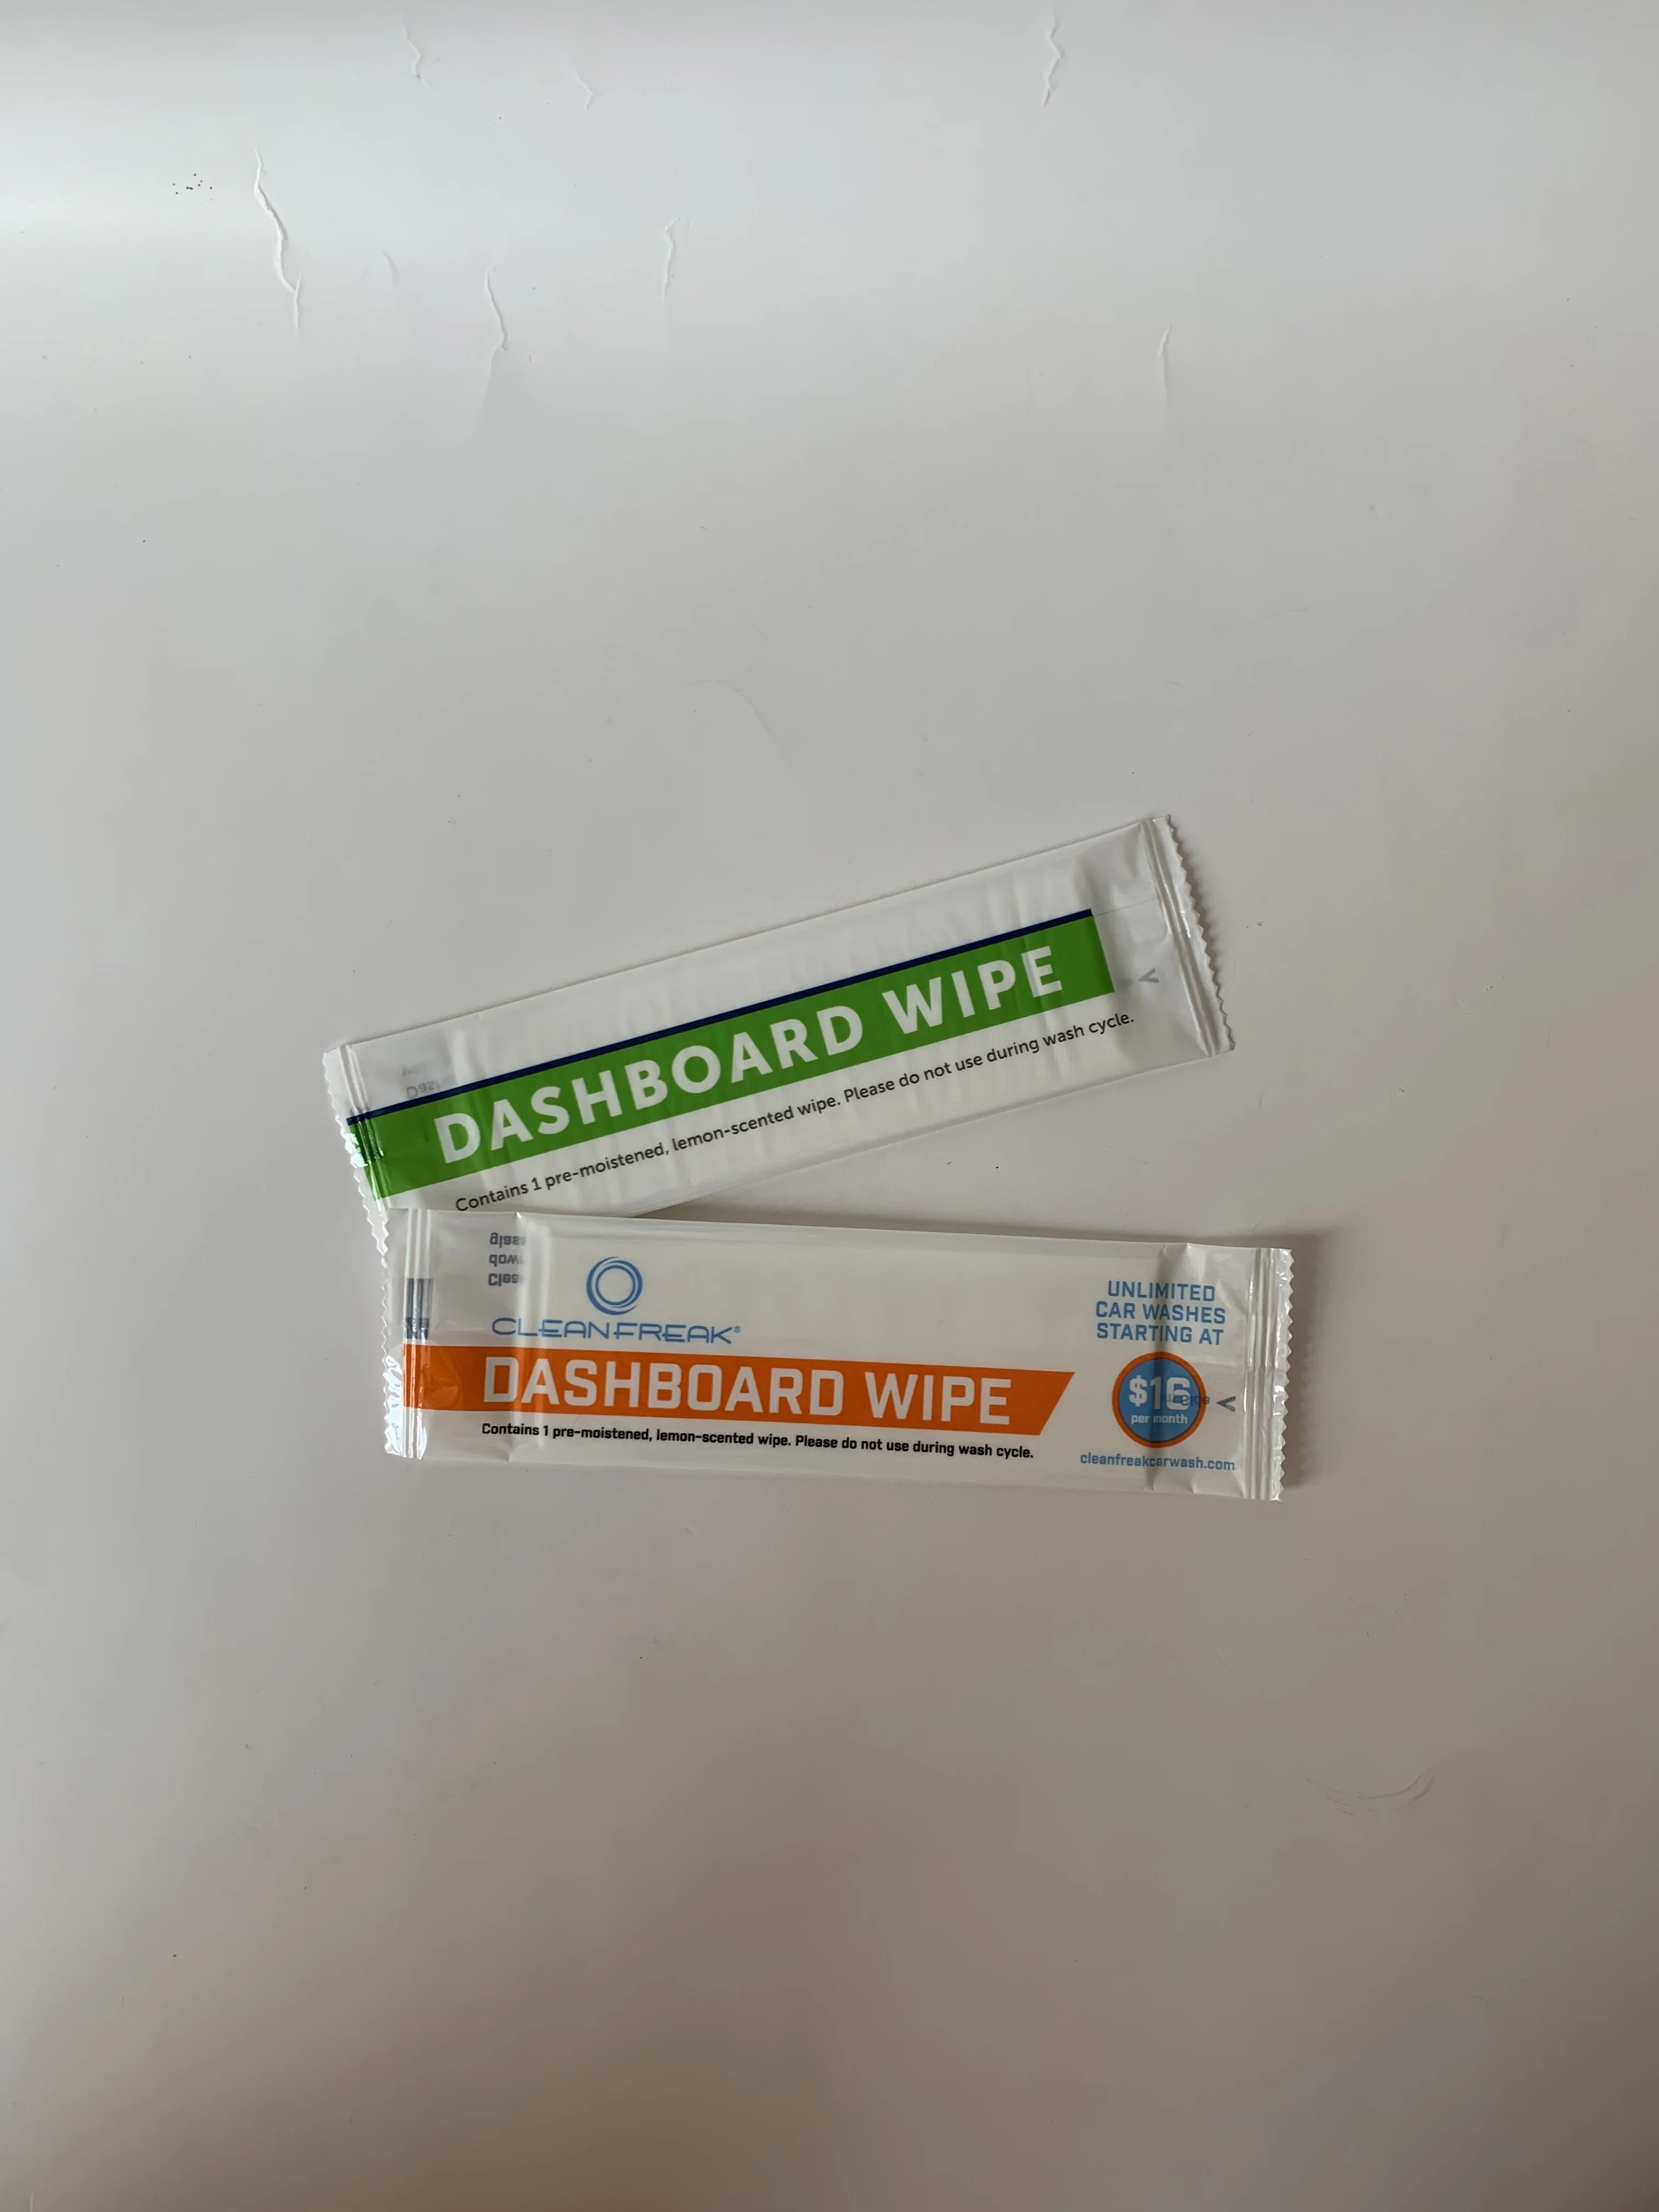 DASHBOARD WIPE
Contains 1 pre-moistened, lemon-scented wipe. Please do not use during wash cycle.
CLEANFREAK®
DASHBOARD WIPE
Contains 1 pre-moistened, lemon-scented wipe. Please do not use during wash cycle.
UNLIMITED
CAR WASHES
STARTING AT
$16
per month
cleanfreakcarwash.com